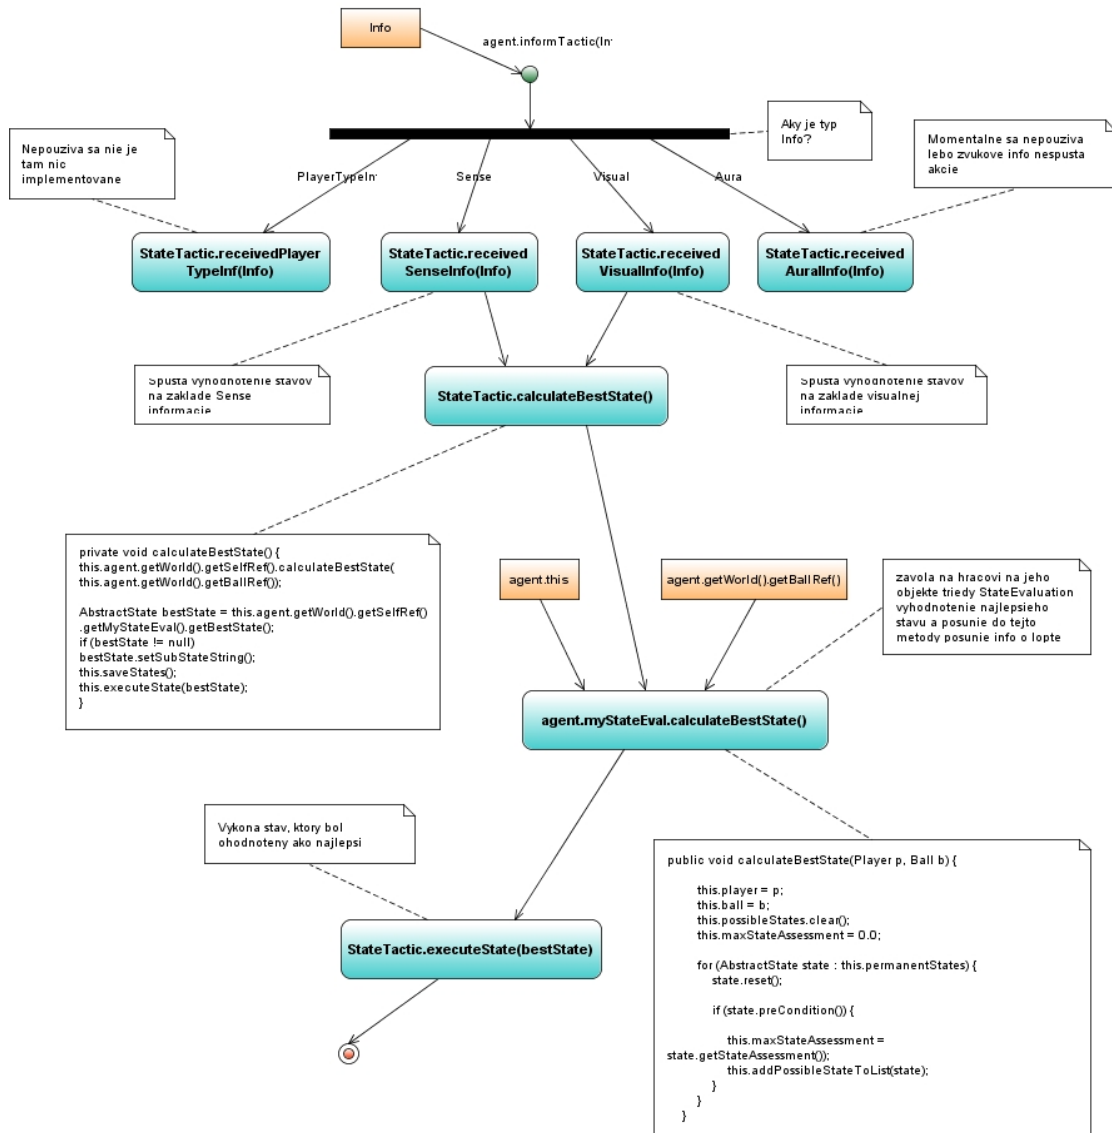 Info
agent.informTactic(In
Aky je typ
Info?
Nepouziva sa nie je
tam nic
implementovane
Momentalne sa nepouziva
lebo zvukove info nespusta
akcie
PlayerTypeIn
Sense
Visual
Aura
StateTactic.receivedPlayer
TypeInf(Info)
StateTactic.received
SenseInfo(Info)
StateTactic.received
VisualInfo(Info)
StateTactic.received
AuralInfo(Info)
Spusta vyhodnotenie stavov
na zaklade Sense
informacie
StateTactic.calculateBestState()
Spusta vyhodnotenie stavov
na zaklade visualnej
informacie
private void calculateBestState() {
this.agent.getWorld().getSelfRef().calculateBestState(
this.agent.getWorld().getBallRef());
AbstractState bestState = this.agent.getWorld().getSelfRef()
.getMyStateEval().getBestState();
if (bestState != null)
bestState.setSubStateString();
this.saveStates();
this.executeState(bestState);
}
agent.this
agent.getWorld().getBallRef()
zavola na hracovi na jeho
objekte triedy StateEvaluation
vyhodnotenie najlepsieho
stavu a posunie do tejto
metody posunie info o lopte
agent.myStateEval.calculateBestState()
Vykona stav, ktory bol
ohodnoteny ako najlepsi
StateTactic.executeState(bestState)
public void calculateBestState(Player p, Ball b) {
this.player = p;
this.ball = b;
this.possibleStates.clear();
this.maxStateAssessment = 0.0;
for (AbstractState state : this.permanentStates) {
state.reset();
if (state.preCondition()) {
this.maxStateAssessment =
state.getStateAssessment());
this.addPossibleStateToList(state);
}
}
}